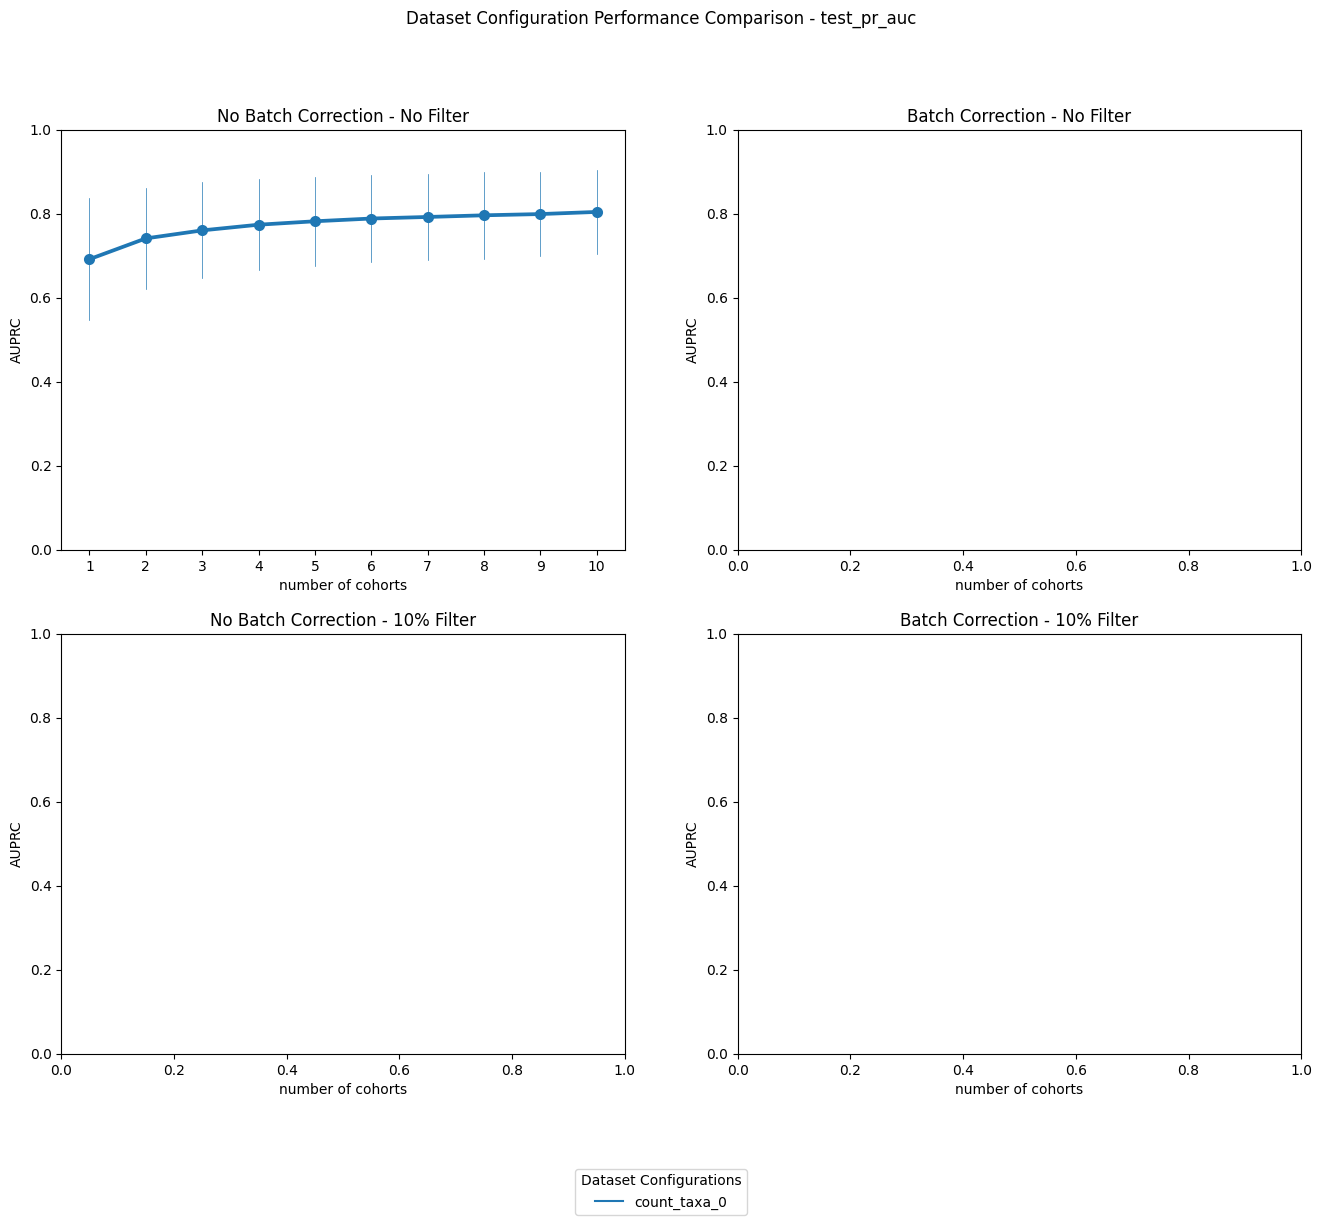 Dataset Configuration Performance Comparison - test_pr_auc
No Batch Correction - No Filter
1.0
0.8
0.6
0.4
0.2
0.0
AUPRC
1 2 3 4 5 6 7 8 9 10
number of cohorts
Batch Correction - No Filter
1.0
0.8
0.6
0.4
0.2
0.0
AUPRC
0.0 0.2 0.4 0.6 0.8 1.0
number of cohorts
No Batch Correction - 10% Filter
1.0
0.8
0.6
0.4
0.2
0.0
AUPRC
0.0 0.2 0.4 0.6 0.8 1.0
number of cohorts
Batch Correction - 10% Filter
1.0
0.8
0.6
0.4
0.2
0.0
AUPRC
0.0 0.2 0.4 0.6 0.8 1.0
number of cohorts
Dataset Configurations
count_taxa_0